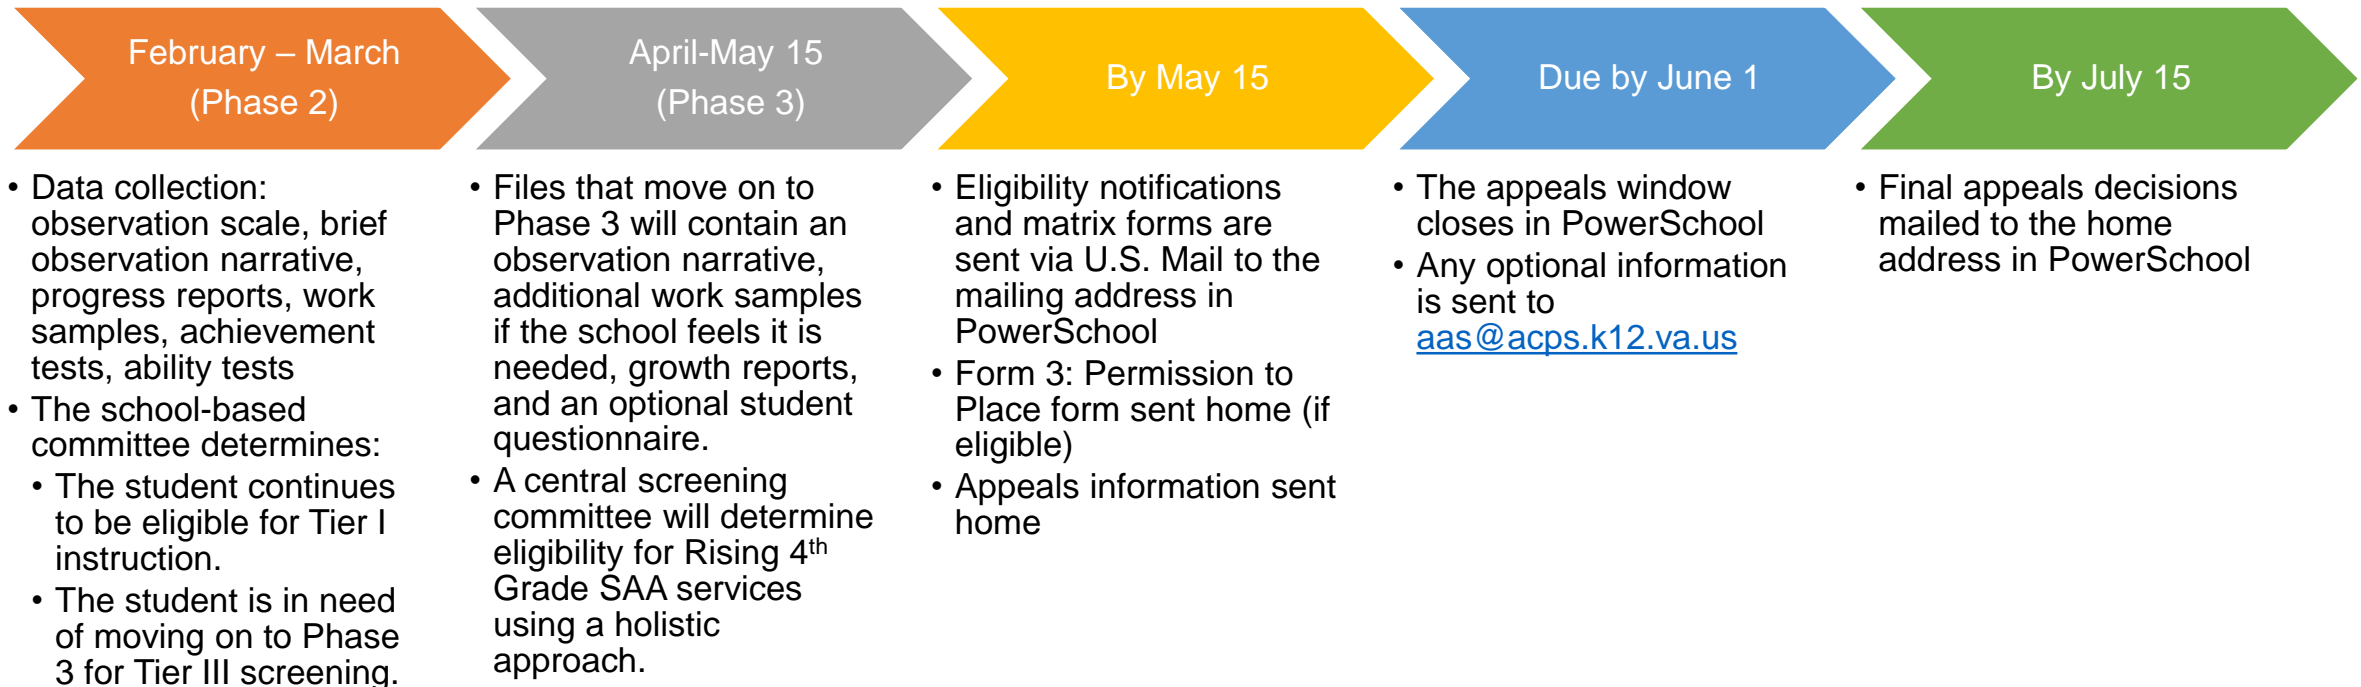 February – March
(Phase 2)
• Data collection:
observation scale, brief
observation narrative,
progress reports, work
samples, achievement
tests, ability tests
• The school-based
committee determines:
• The student continues
to be eligible for Tier I
instruction.
• The student is in need
of moving on to Phase
3 for Tier III screening.
April-May 15
(Phase 3)
• Files that move on to
Phase 3 will contain an
observation narrative,
additional work samples
if the school feels it is
needed, growth reports,
and an optional student
questionnaire.
• A central screening
committee will determine
eligibility for Rising 4th
Grade SAA services
using a holistic
approach.
By May 15
• Eligibility notifications
and matrix forms are
sent via U.S. Mail to the
mailing address in
PowerSchool
• Form 3: Permission to
Place form sent home (if
eligible)
• Appeals information sent
home
Due by June 1
• The appeals window
closes in PowerSchool
• Any optional information
is sent to
aas@acps.k12.va.us
By July 15
• Final appeals decisions
mailed to the home
address in PowerSchool